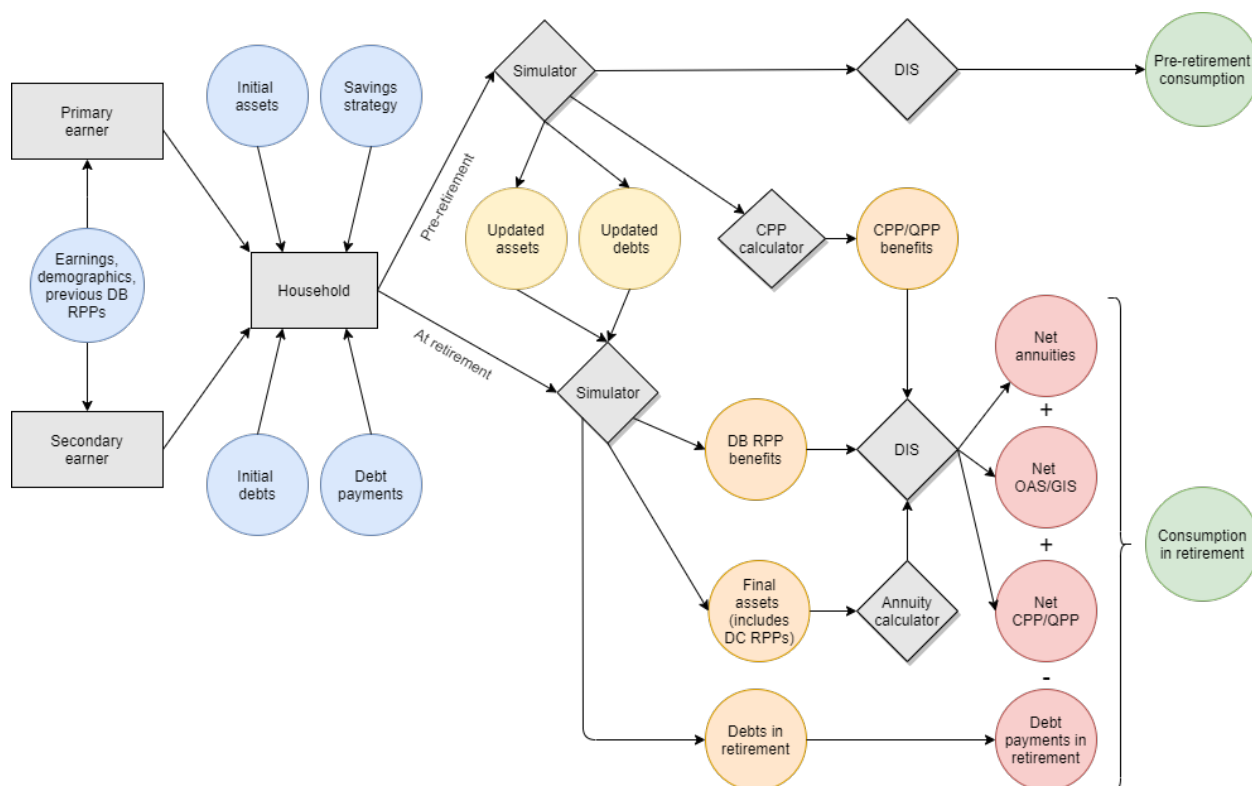 Simulator
DIS
Pre-retirement
consumption
Initial
assets
Savings
strategy
Primary
earner
Pre-retirement
Updated
assets
Updated
debts
CPP
calculator
CPP/QPP
benefits
Earnings,
demographics,
previous DB
RPPs
Household
At retirement
Net
annuities
+
Simulator
Secondary
earner
Initial
debts
Debt
payments
DB RPP
benefits
DIS
Net
OAS/GIS
+
Consumption
in retirement
Final
assets
(includes
DC RPPs)
Annuity
calculator
Net
CPP/QPP
-
Debts in
retirement
Debt
payments in
retirement